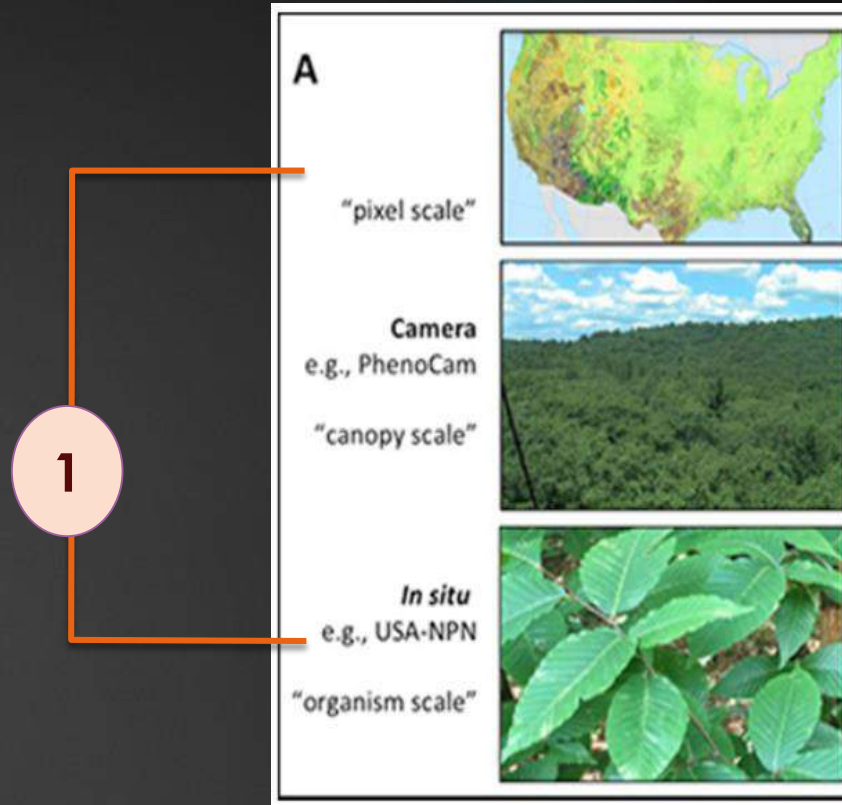 A
"pixel scale"
Camera
e.g., PhenoCam
"canopy scale"
1
In situ
e.g., USA-NPN
"organism scale"